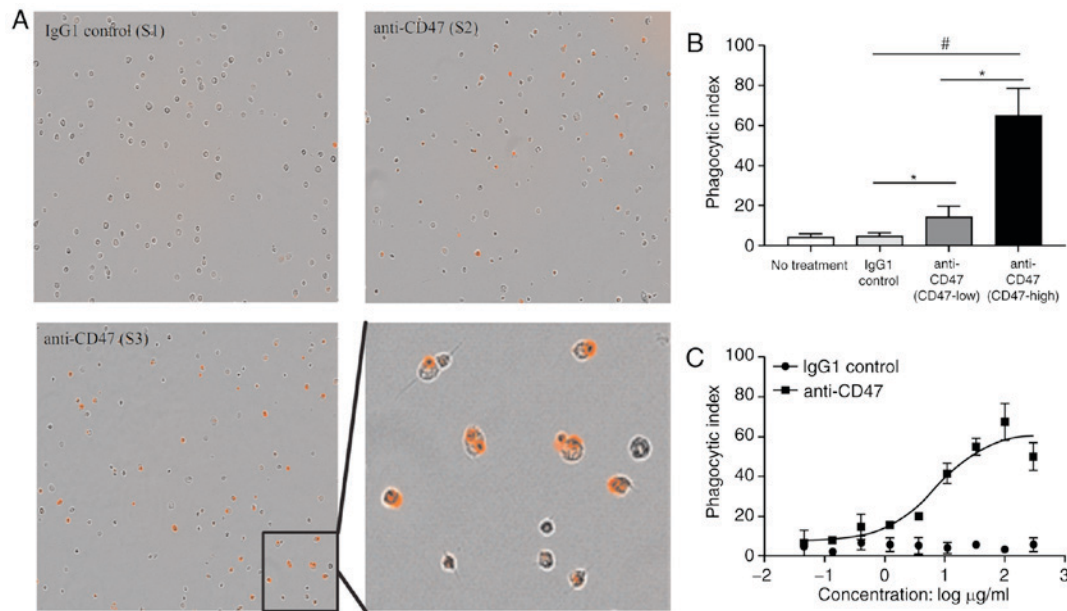 A
IgG1 control (S1)
anti-CD47 (S2)
anti-CD47 (S3)
B
100
80
60
40
20
0
Phagocytic index
#
*
*
No treatment
IgG1
control
anti-
CD47
(CD47-low)
anti-
CD47
(CD47-high)
C
100
80
60
40
20
0
Phagocytic index
IgG1 control
anti-CD47
−2
−1
0
1
2
3
Concentration: log μg/ml